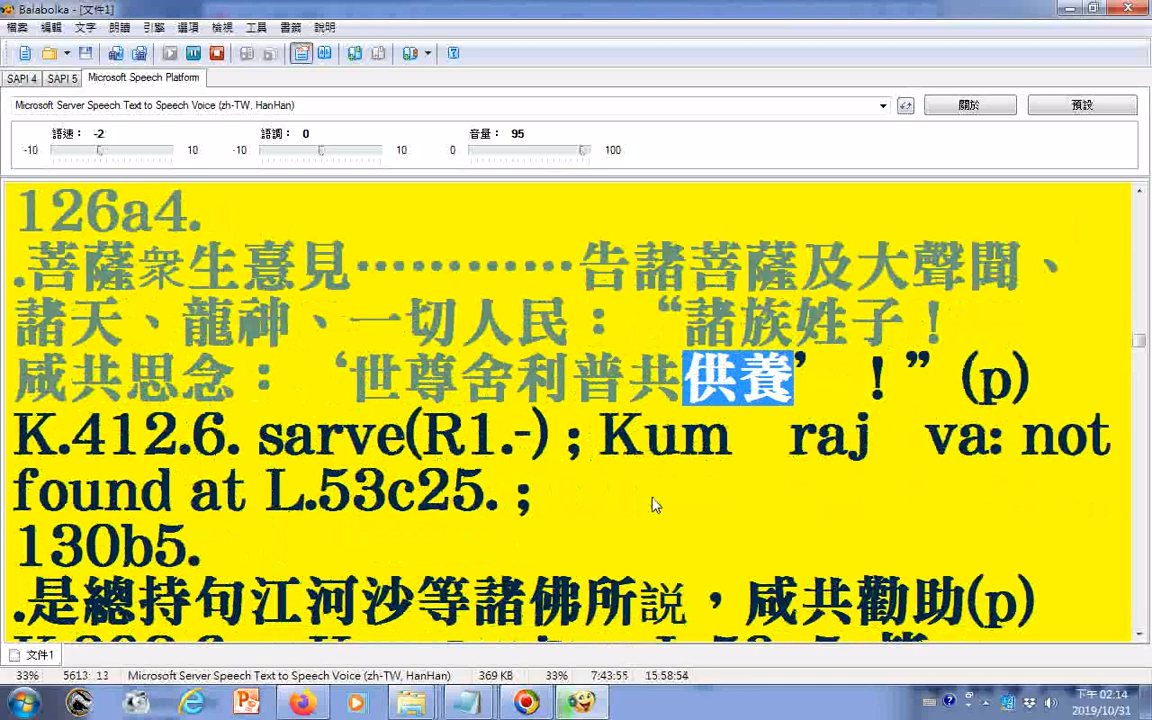 Balabolka - [文件1]
檔案 編輯 文字 朗讀 引擎 選項 檢視 工具 書籤 說明
SAPI 4 SAPI 5 Microsoft Speech Platform
Microsoft Server Speech Text to Speech Voice (zh-TW, HanHan) 關於 預設
語速： -2 語調： 0 音量： 95
-10 10 -10 10 0 100
126a4.
.菩薩衆生憙見…………告諸菩薩及大聲聞、
諸天、龍神、一切人民：“諸族姓子！
咸共思念：‘世尊舍利普共供養’！”(p)
K.412.6. sarve(R1.-) ; Kum raj va: not
found at L.53c25. ;
130b5.
.是總持句江河沙等諸佛所説，咸共勸助(p)
文件1
33% 5613: 13 Microsoft Server Speech Text to Speech Voice (zh-TW, HanHan) 369 KB 33% 7:43:55 15:58:54
下午 02:14
2019/10/31